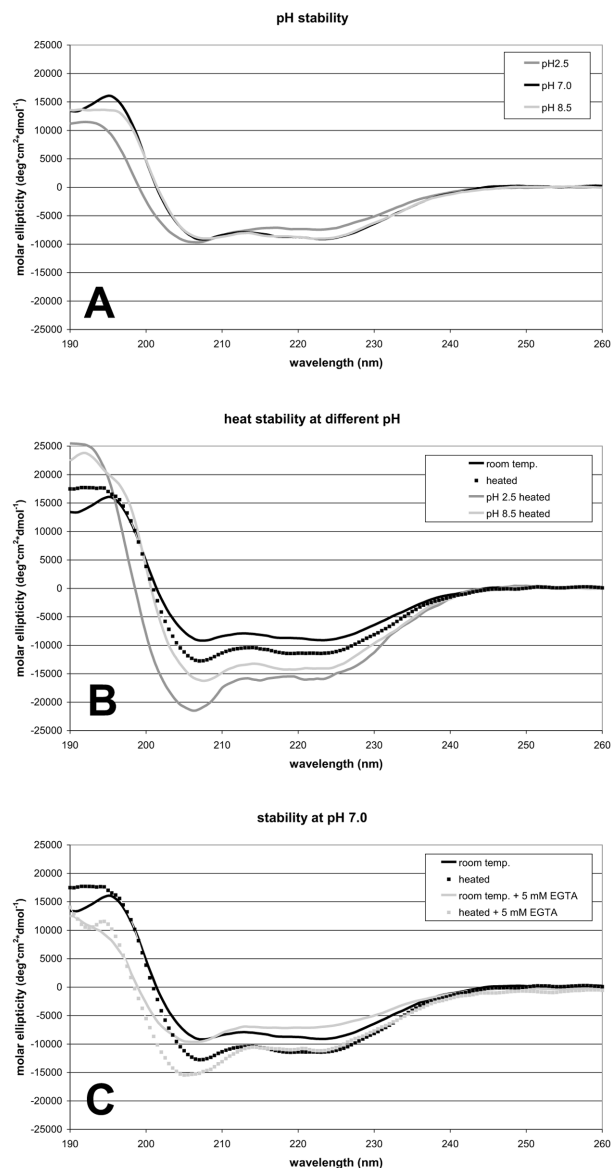 pH stability
25000
20000
15000
10000
5000
0
-5000
-10000
-15000
-20000
-25000
molar ellipticity (deg*cm²*dmol⁻¹)
pH2.5
pH 7.0
pH 8.5
A
190 200 210 220 230 240 250 260
wavelength (nm)
heat stability at different pH
25000
20000
15000
10000
5000
0
-5000
-10000
-15000
-20000
-25000
molar ellipticity (deg*cm²*dmol⁻¹)
room temp.
heated
pH 2.5 heated
pH 8.5 heated
B
190 200 210 220 230 240 250 260
wavelength (nm)
stability at pH 7.0
25000
20000
15000
10000
5000
0
-5000
-10000
-15000
-20000
-25000
molar ellipticity (deg*cm²*dmol⁻¹)
room temp.
heated
room temp. + 5 mM EGTA
heated + 5 mM EGTA
C
190 200 210 220 230 240 250 260
wavelength (nm)